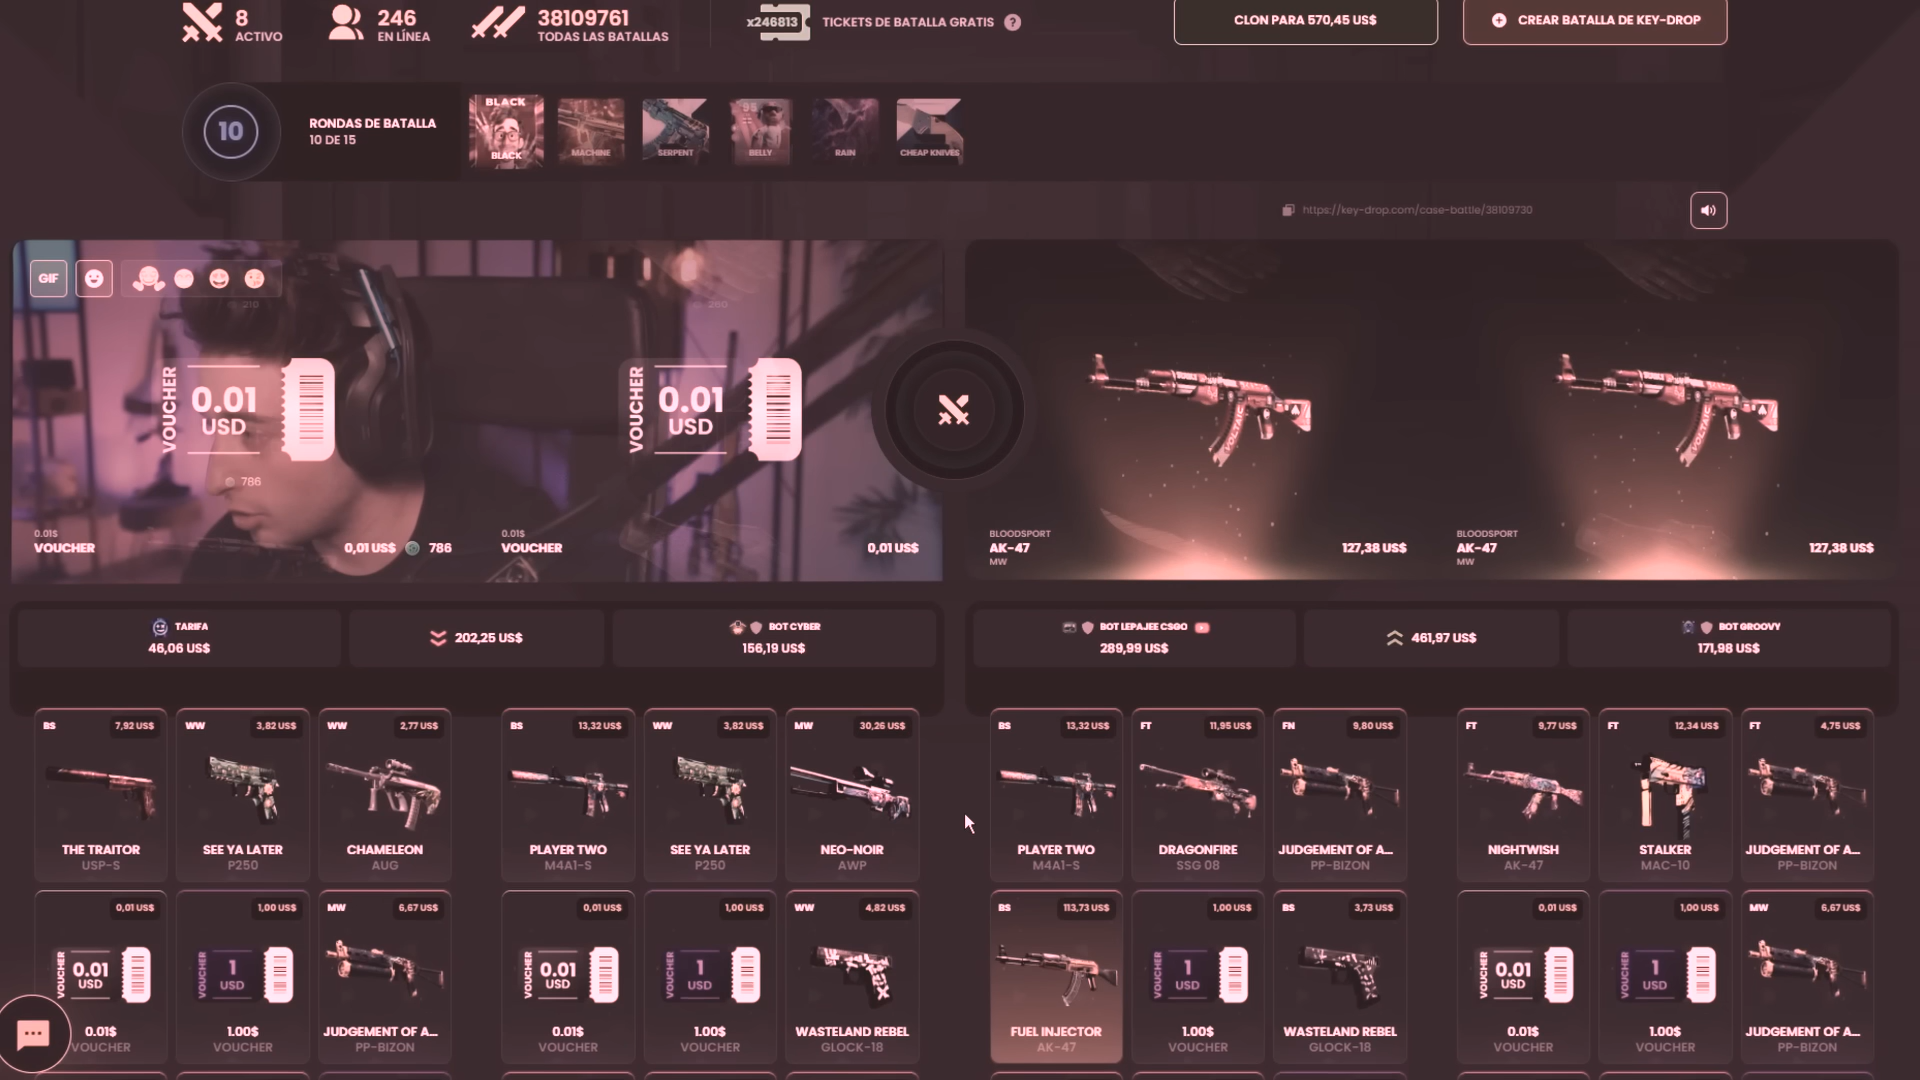 8
ACTIVO
246
EN LÍNEA
38109761
TODAS LAS BATALLAS
x246813
TICKETS DE BATALLA GRATIS ?
CLON PARA 570,45 US$
CREAR BATALLA DE KEY-DROP
10
RONDAS DE BATALLA
10 DE 15
BLACK
BLACK
MACHINE
SERPENT
BELLY
RAIN
CHEAP KNIVES
https://key-drop.com/case-battle/38109730
GIF
210
VOUCHER
0.01
USD
786
VOUCHER
0.01
USD
0.01$
VOUCHER
0,01 US$
786
0.01$
VOUCHER
0,01 US$
VOLTAIC
VOLTAIC
BLOODSPORT
AK-47
MW
127,38 US$
BLOODSPORT
AK-47
MW
127,38 US$
TARIFA
46,06 US$
202,25 US$
BOT CYBER
156,19 US$
BOT LEPAJEE CSGO
289,99 US$
461,97 US$
BOT GROOVY
171,98 US$
BS 7,92 US$
THE TRAITOR
USP-S
WW 3,82 US$
SEE YA LATER
P250
WW 2,77 US$
CHAMELEON
AUG
BS 13,32 US$
PLAYER TWO
M4A1-S
WW 3,82 US$
SEE YA LATER
P250
MW 30,26 US$
NEO-NOIR
AWP
BS 13,32 US$
PLAYER TWO
M4A1-S
FT 11,95 US$
DRAGONFIRE
SSG 08
FN 9,80 US$
JUDGEMENT OF A...
PP-BIZON
FT 9,77 US$
NIGHTWISH
AK-47
FT 12,34 US$
STALKER
MAC-10
FT 4,75 US$
JUDGEMENT OF A...
PP-BIZON
0,01 US$
VOUCHER
0.01
USD
0.01$
VOUCHER
1,00 US$
VOUCHER
1
USD
1.00$
VOUCHER
MW 6,67 US$
JUDGEMENT OF A...
PP-BIZON
0,01 US$
VOUCHER
0.01
USD
0.01$
VOUCHER
1,00 US$
VOUCHER
1
USD
1.00$
VOUCHER
WW 4,82 US$
WASTELAND REBEL
GLOCK-18
BS 113,73 US$
FUEL INJECTOR
AK-47
1,00 US$
VOUCHER
1
USD
1.00$
VOUCHER
BS 3,73 US$
WASTELAND REBEL
GLOCK-18
0,01 US$
VOUCHER
0.01
USD
0.01$
VOUCHER
1,00 US$
VOUCHER
1
USD
1.00$
VOUCHER
MW 6,67 US$
JUDGEMENT OF A...
PP-BIZON